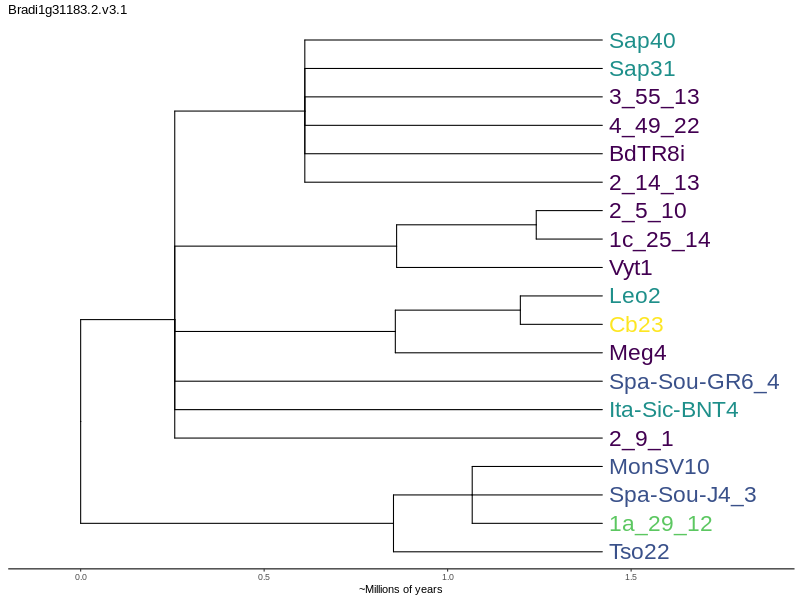 Bradi1g31183.2.v3.1
Sap40
Sap31
3_55_13
4_49_22
BdTR8i
2_14_13
2_5_10
1c_25_14
Vyt1
Leo2
Cb23
Meg4
Spa-Sou-GR6_4
Ita-Sic-BNT4
2_9_1
MonSV10
Spa-Sou-J4_3
1a_29_12
Tso22
0.0 0.5 1.0 1.5
~Millions of years